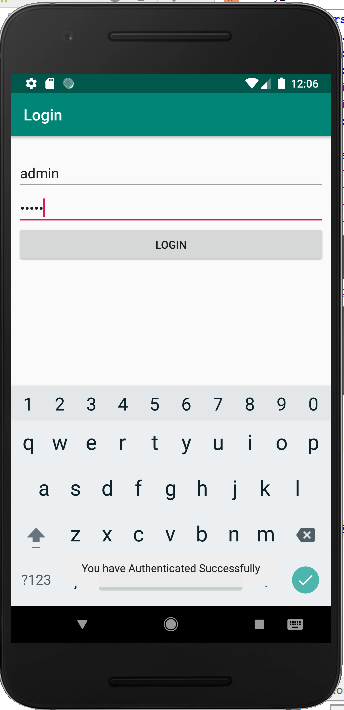 12:06
Login
admin
•••••
LOGIN
1 2 3 4 5 6 7 8 9 0
q w e r t y u i o p
a s d f g h j k l
z x c v b n m
You have Authenticated Successfully
?123 , .